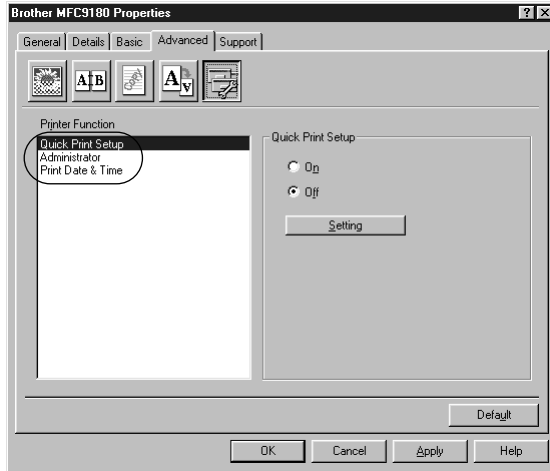 Brother MFC9180 Properties
General Details Basic Advanced Support
A B
Copy
A
Printer Function
Quick Print Setup
Administrator
Print Date & Time
Quick Print Setup
On
Off
Setting
Default
OK Cancel Apply Help